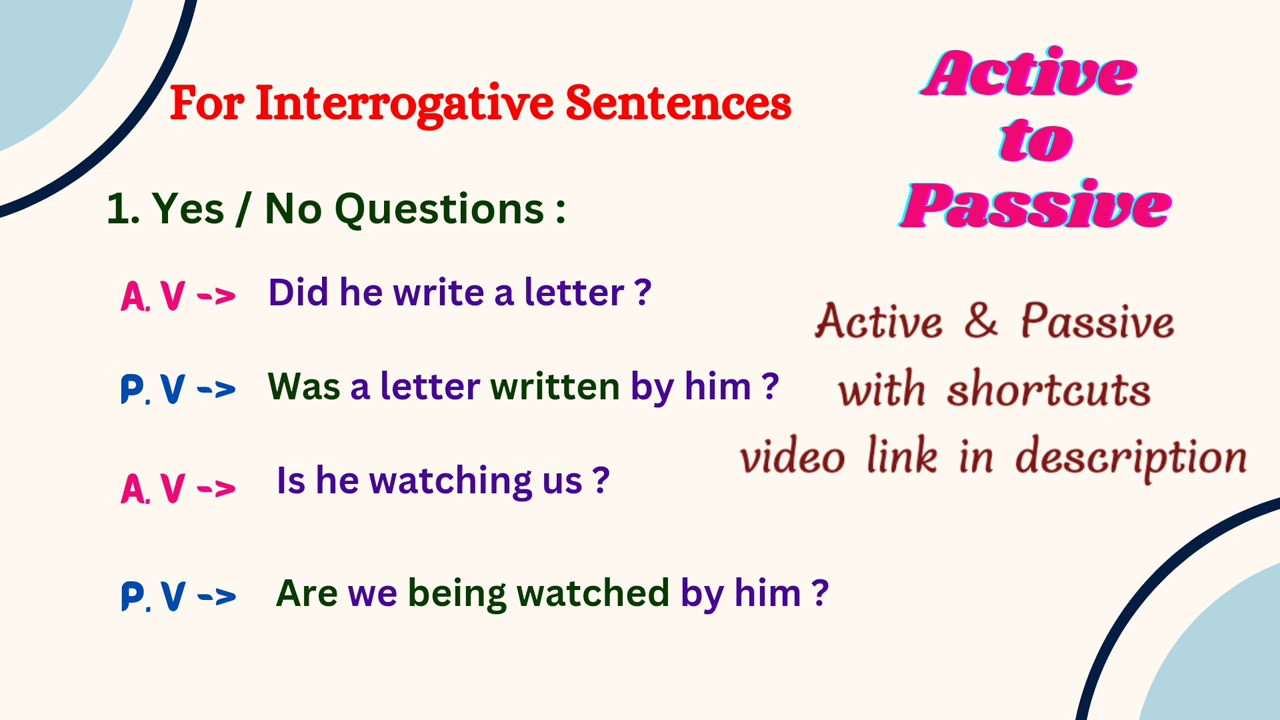 For Interrogative Sentences
1. Yes / No Questions :
A. V -> Did he write a letter ?
P. V -> Was a letter written by him ?
A. V -> Is he watching us ?
P. V -> Are we being watched by him ?
Active
to
Passive
Active & Passive
with shortcuts
video link in description